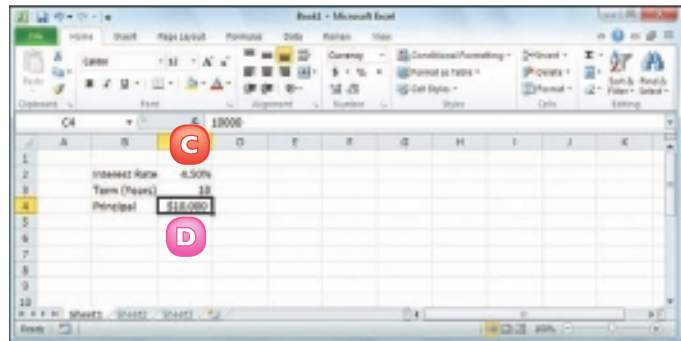 Book1 - Microsoft Excel
Home Insert Page Layout Formulas Data Review View
Calibri 11 A A Currency Conditional Formatting Insert
Paste B I U A $ % Format as Table Delete Sort & Find &
Cell Styles Format Filter Select
Clipboard Font Alignment Number Styles Cells Editing
C4 10000
A B C D E F G H I J K
1
2 Interest Rate 4.50%
3 Term (Years) 10
4 Principal $10,000
D
5
6
7
8
9
10
Sheet1 Sheet2 Sheet3
Ready 100%